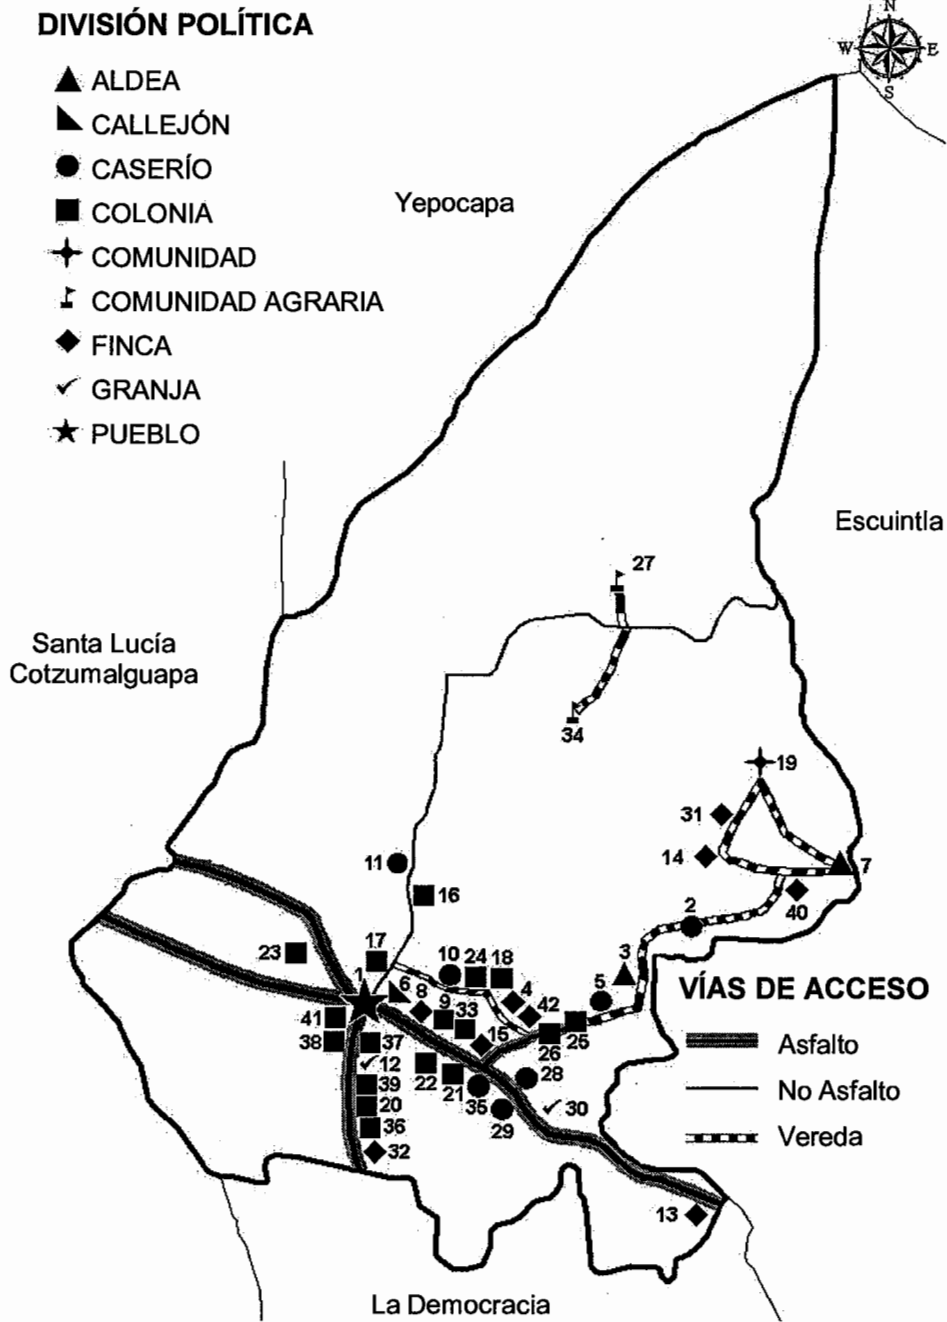 DIVISIÓN POLÍTICA
ALDEA
CALLEJÓN
CASERÍO
COLONIA
COMUNIDAD
COMUNIDAD AGRARIA
FINCA
GRANJA
PUEBLO
N
W E
S
Yepocapa
Escuintla
Santa Lucía
Cotzumalguapa
27
34
19
31
14
7
40
2
11
16
23
17
1
10 24 18
3
6
8
4
5
42
9
33
41
15
38
37
26
25
12
22
21
28
39
20
35
29
30
36
32
13
VÍAS DE ACCESO
Asfalto
No Asfalto
Vereda
La Democracia